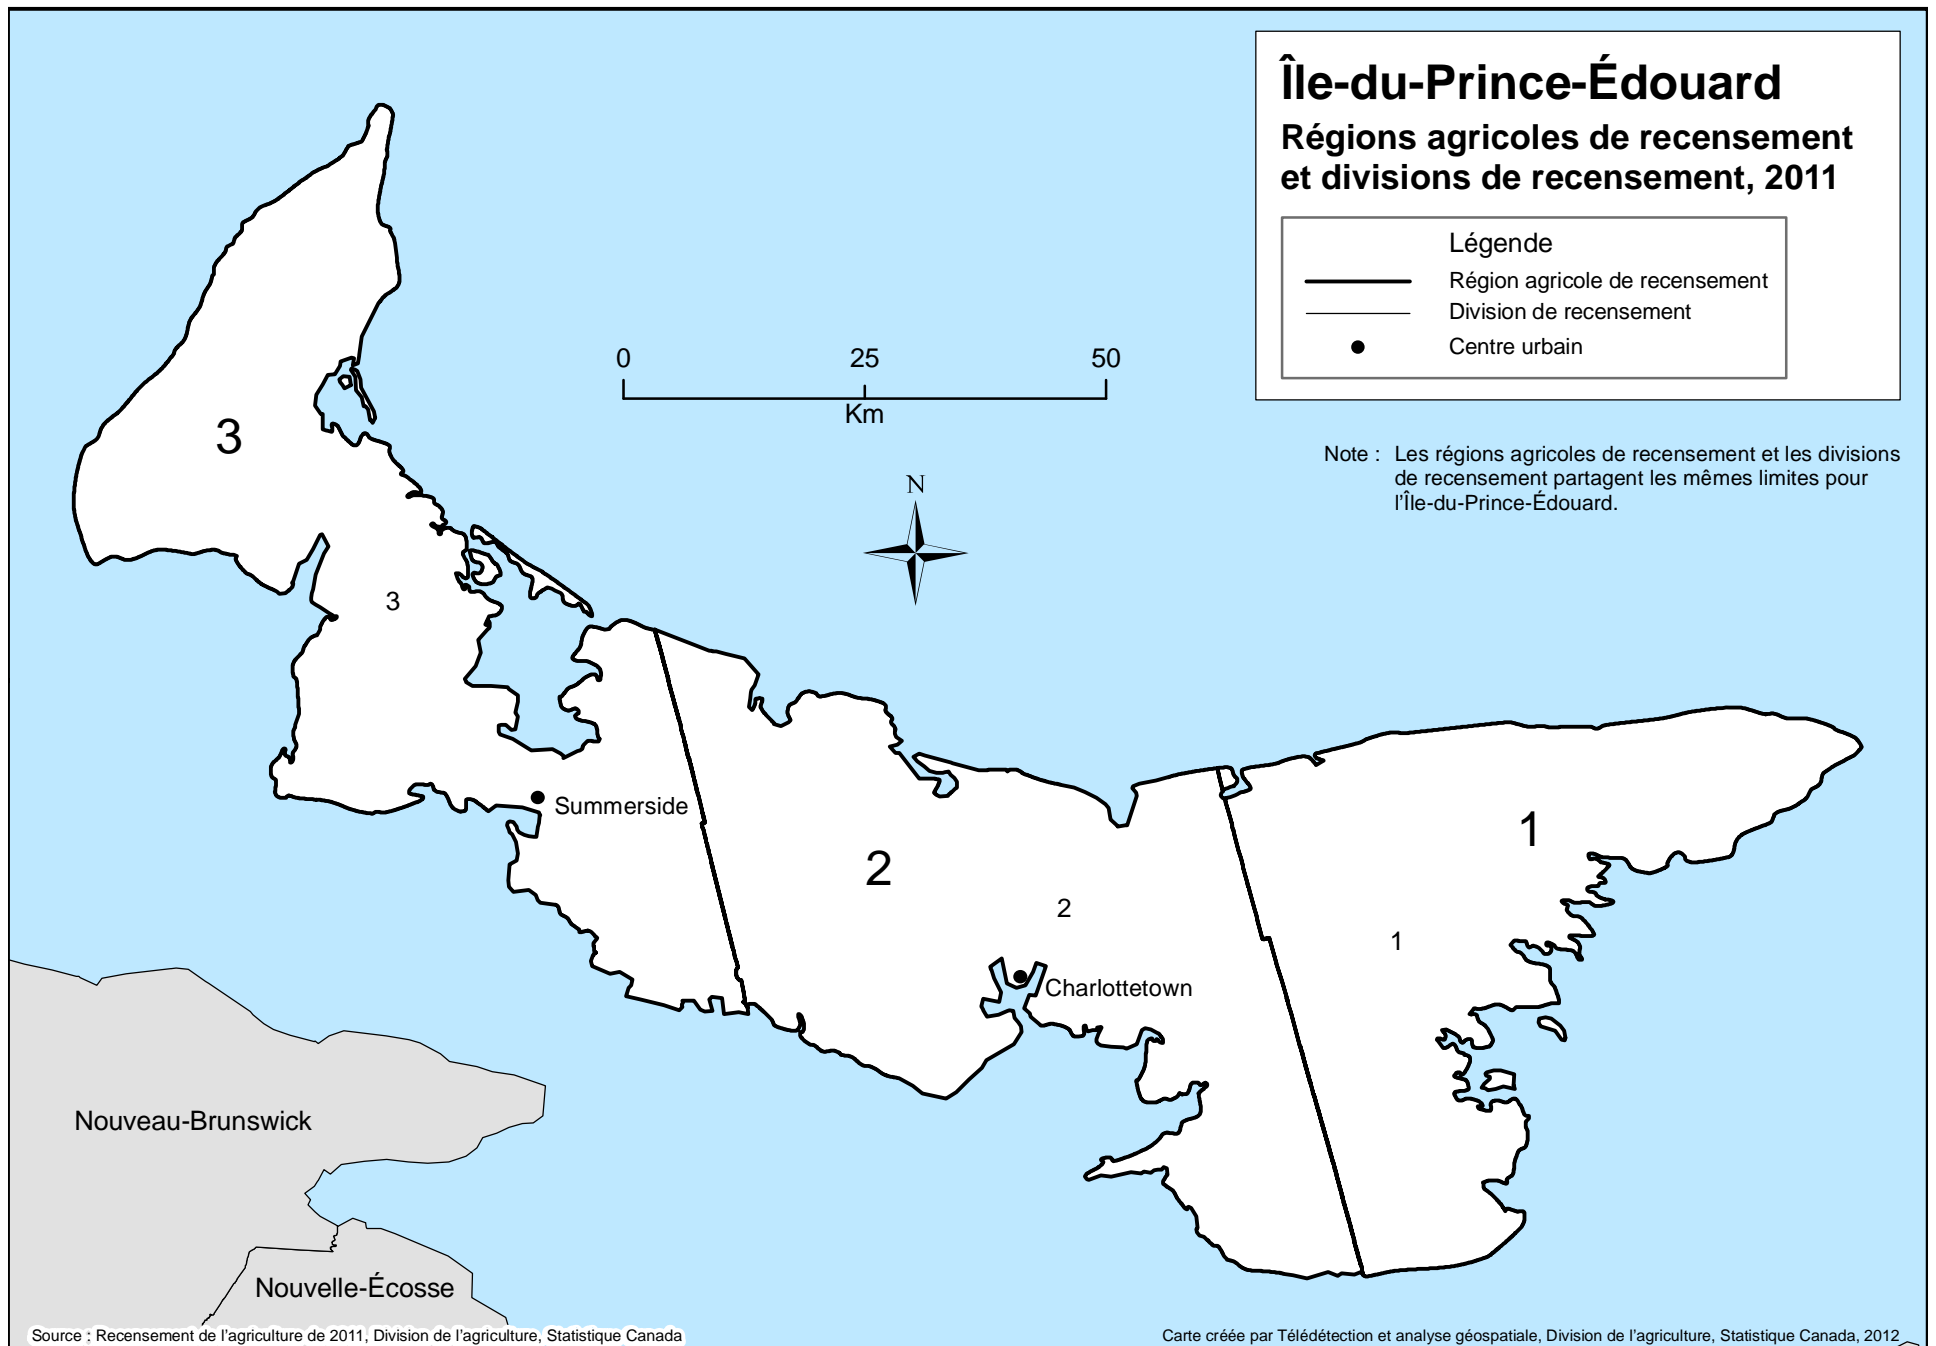 Île-du-Prince-Édouard
Régions agricoles de recensement
et divisions de recensement, 2011
Légende
Région agricole de recensement
Division de recensement
Centre urbain
0 25 50
Km
Note : Les régions agricoles de recensement et les divisions
de recensement partagent les mêmes limites pour
l'Île-du-Prince-Édouard.
N
3
3
Summerside
2
2
1
1
Charlottetown
Nouveau-Brunswick
Nouvelle-Écosse
Source : Recensement de l'agriculture de 2011, Division de l'agriculture, Statistique Canada
Carte créée par Télédétection et analyse géospatiale, Division de l'agriculture, Statistique Canada, 2012